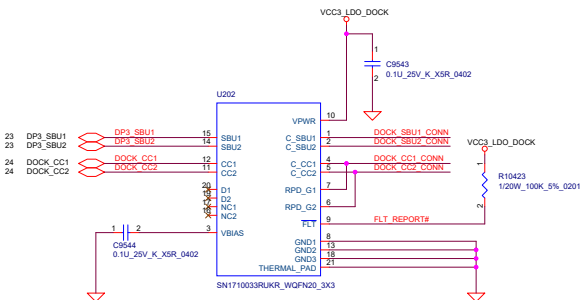 VCC3_LDO_DOCK
1
C9543
0.1U_25V_K_X5R_0402
2
U202
10
VPWR
23 DP3_SBU1 DP3_SBU1 15 SBU1 C_SBU1 1 DOCK_SBU1_CONN
23 DP3_SBU2 DP3_SBU2 14 SBU2 C_SBU2 2 DOCK_SBU2_CONN
VCC3_LDO_DOCK
24 DOCK_CC1 DOCK_CC1 12 CC1 C_CC1 4 DOCK_CC1_CONN
24 DOCK_CC2 DOCK_CC2 11 CC2 C_CC2 5 DOCK_CC2_CONN
1
R10423
1/20W_100K_5%_0201
2
20 D1 RPD_G1 7
D2
17 NC1 RPD_G2 6
16 NC2
FLT 9 FLT_REPORT#
1 2 3 VBIAS
C9544
0.1U_25V_K_X5R_0402
GND1 8
GND2 13
GND3 18
THERMAL_PAD 21
SN1710033RUKR_WQFN20_3X3